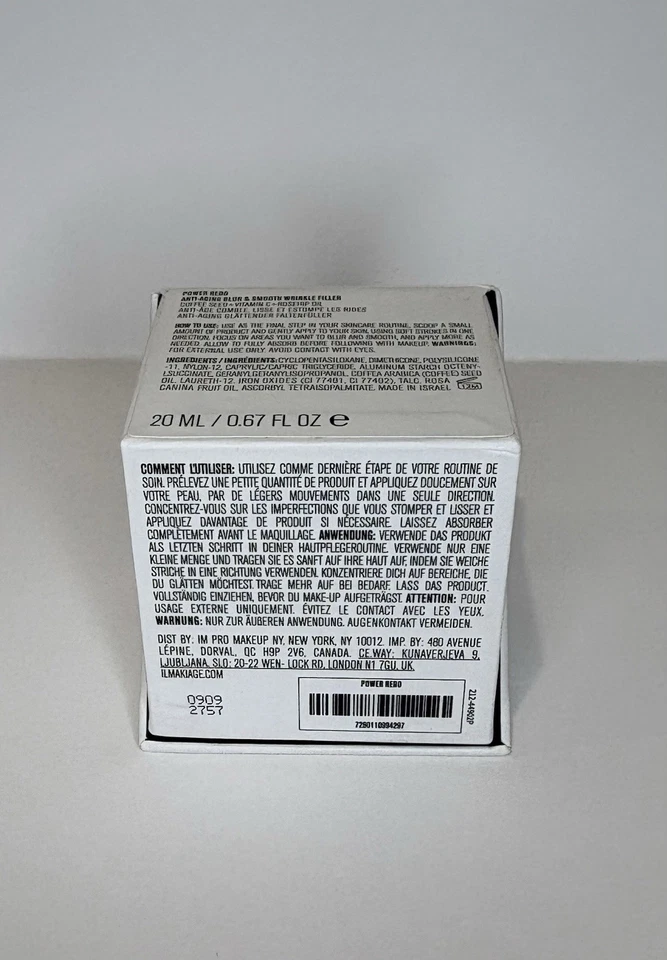 POWER REDO
ANTI-AGING BLUR & SMOOTH WRINKLE FILLER
COFFEE SEED + VITAMIN C + ROSEHIP OIL
ANTI-ÂGE COMBLE, LISSE ET ESTOMPE LES RIDES
ANTI-AGING GLÄTTENDER FALTENFÜLLER
HOW TO USE: USE AS THE FINAL STEP IN YOUR SKINCARE ROUTINE, SCOOP A SMALL
AMOUNT OF PRODUCT AND GENTLY APPLY TO YOUR SKIN, USING SOFT STROKES IN ONE
DIRECTION. FOCUS ON AREAS YOU WANT TO BLUR AND SMOOTH, AND APPLY MORE AS
NEEDED. ALLOW TO FULLY ABSORB BEFORE FOLLOWING WITH MAKEUP. WARNINGS:
FOR EXTERNAL USE ONLY. AVOID CONTACT WITH EYES.
INGREDIENTS / INGRÉDIENTS: CYCLOPENTASILOXANE, DIMETHICONE, POLYSILICONE
-11, NYLON-12, CAPRYLIC/CAPRIC TRIGLYCERIDE, ALUMINUM STARCH OCTENY-
LSUCCINATE, GERANYLGERANYLISOPROPANOL, COFFEA ARABICA (COFFEE) SEED
OIL, LAURETH-12, IRON OXIDES (CI 77491, CI 77492), TALC, ROSA
CANINA FRUIT OIL, ASCORBYL TETRAISOPALMITATE. MADE IN ISRAEL
12M
20 ML / 0.67 FL OZ ℮
COMMENT L'UTILISER: UTILISEZ COMME DERNIÈRE ÉTAPE DE VOTRE ROUTINE DE
SOIN. PRÉLEVEZ UNE PETITE QUANTITÉ DE PRODUIT ET APPLIQUEZ DOUCEMENT SUR
VOTRE PEAU, PAR DE LÉGERS MOUVEMENTS DANS UNE SEULE DIRECTION.
CONCENTREZ-VOUS SUR LES IMPERFECTIONS QUE VOUS STOMPER ET LISSER ET
APPLIQUEZ DAVANTAGE DE PRODUIT SI NÉCESSAIRE. LAISSEZ ABSORBER
COMPLÈTEMENT AVANT LE MAQUILLAGE. ANWENDUNG: VERWENDE DAS PRODUKT
ALS LETZTEN SCHRITT IN DEINER HAUTPFLEGEROUTINE. VERWENDE NUR EINE
KLEINE MENGE UND TRAGEN SIE ES SANFT AUF IHRE HAUT AUF, INDEM SIE WEICHE
STRICHE IN EINE RICHTUNG VERWENDEN. KONZENTRIERE DICH AUF BEREICHE, DIE
DU GLÄTTEN MÖCHTEST. TRAGE MEHR AUF BEI BEDARF. LASS DAS PRODUCT
VOLLSTÄNDIG EINZIEHEN, BEVOR DU MAKE-UP AUFGETRÄGST. ATTENTION: POUR
USAGE EXTERNE UNIQUEMENT. ÉVITEZ LE CONTACT AVEC LES YEUX.
WARNUNG: NUR ZUR ÄUßEREN ANWENDUNG. AUGENKONTAKT VERMEIDEN.
DIST BY: IM PRO MAKEUP NY, NEW YORK, NY 10012. IMP. BY: 480 AVENUE
LÉPINE, DORVAL, QC H9P 2V6, CANADA. CE.WAY: KUNAVERJEVA 9,
LJUBLJANA, SLO; 20-22 WEN- LOCK RD, LONDON N1 7GU, UK
ILMAKIAGE.COM
0909
2757
POWER REDO
7290110994297
212-44902P